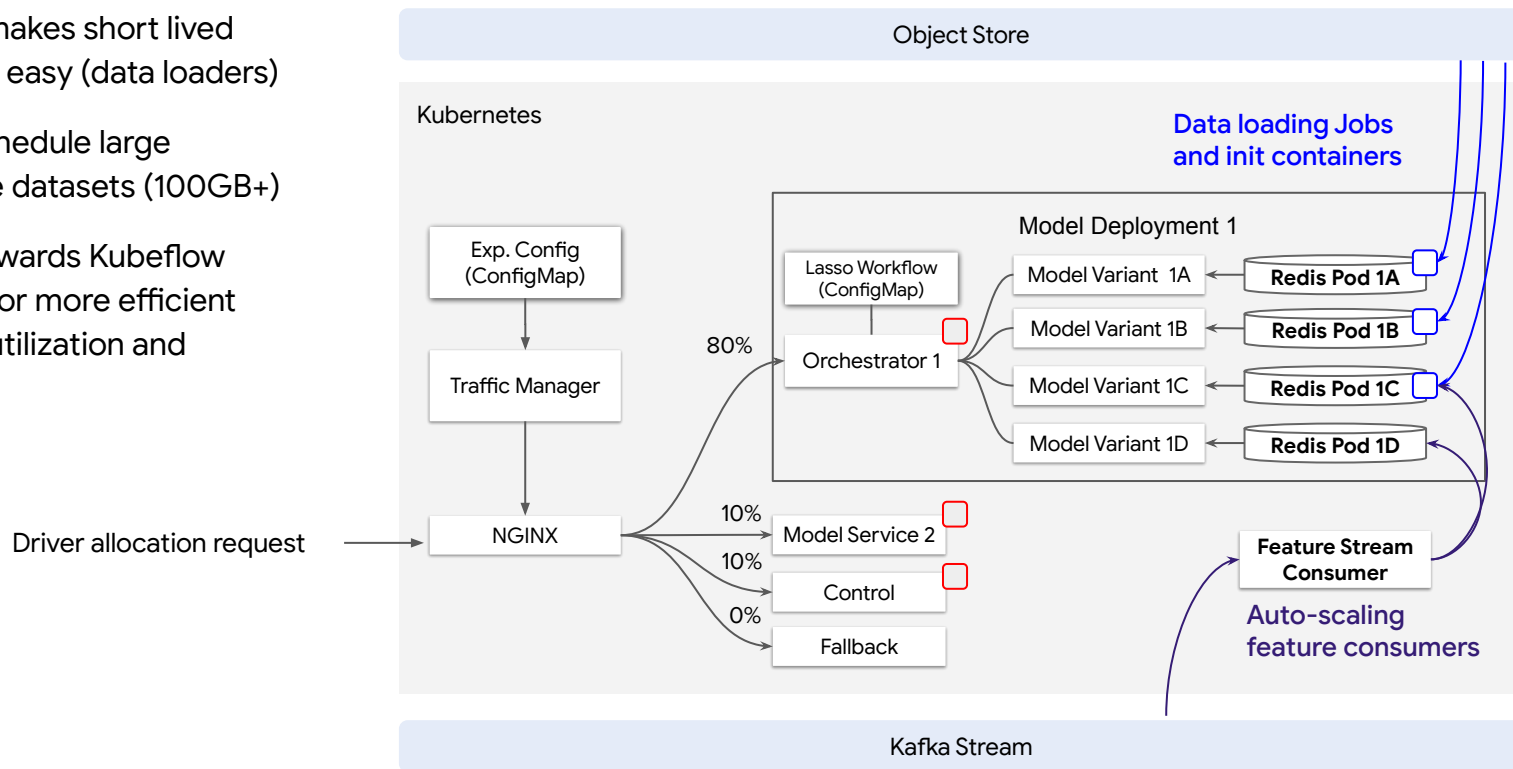 makes short lived
easy (data loaders)
schedule large
datasets (100GB+)
towards Kubeflow
for more efficient
utilization and
Object Store
Kubernetes
Data loading Jobs
and init containers
Exp. Config
(ConfigMap)
Traffic Manager
NGINX
Driver allocation request
80%
10%
10%
0%
Model Deployment 1
Lasso Workflow
(ConfigMap)
Orchestrator 1
Model Variant 1A
Redis Pod 1A
Model Variant 1B
Redis Pod 1B
Model Variant 1C
Redis Pod 1C
Model Variant 1D
Redis Pod 1D
Model Service 2
Control
Fallback
Feature Stream
Consumer
Auto-scaling
feature consumers
Kafka Stream